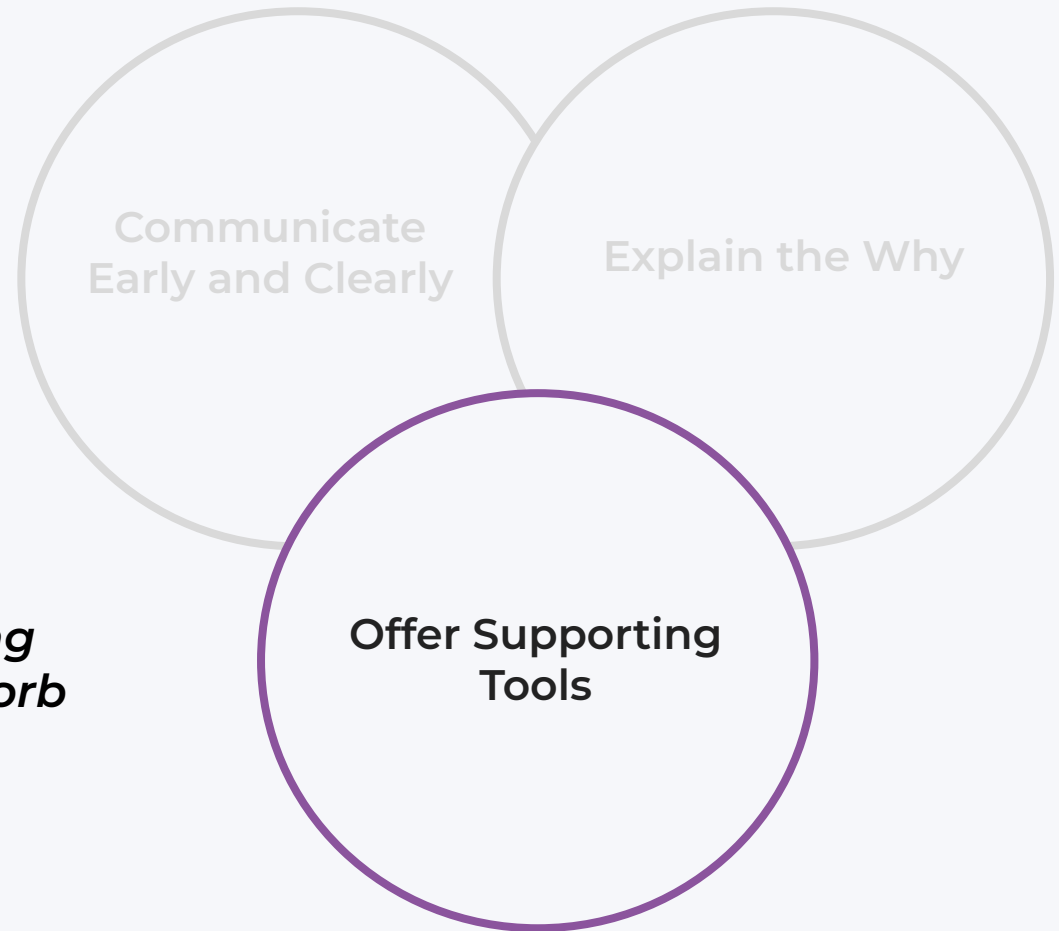 Communicate
Early and Clearly
Explain the Why
Offer Supporting
Tools